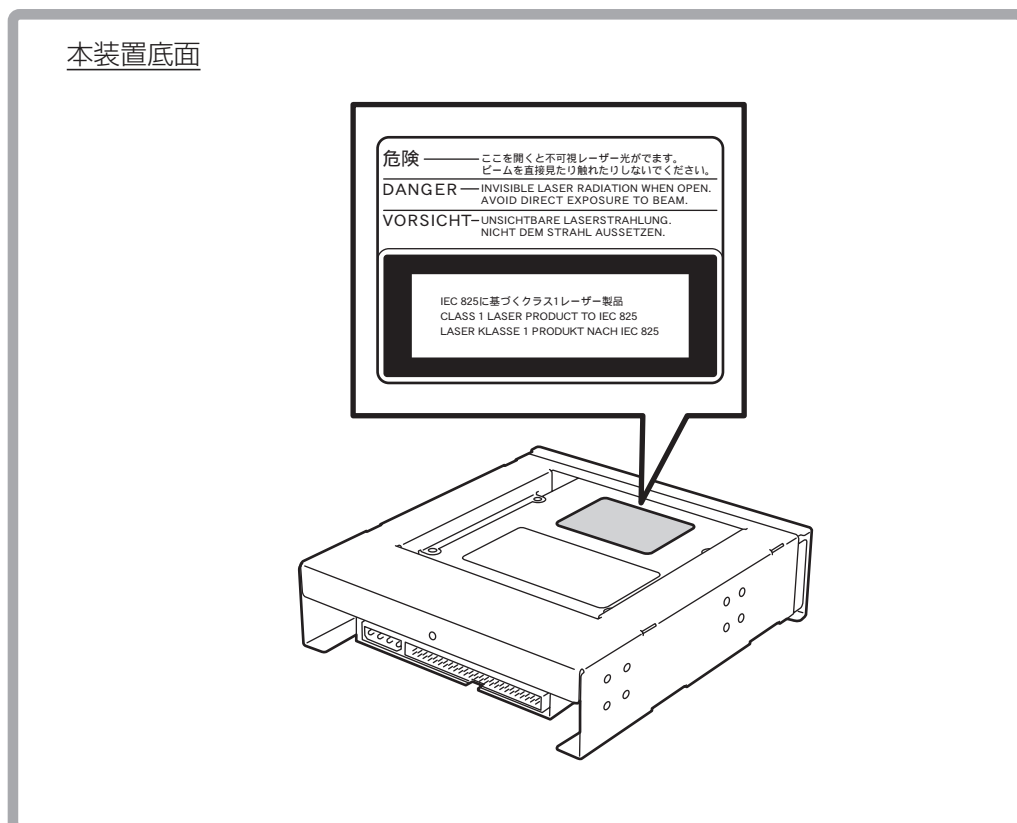 本装置底面
危険 ここを開くと不可視レーザー光がでます。
ビームを直接見たり触れたりしないでください。
DANGER INVISIBLE LASER RADIATION WHEN OPEN.
AVOID DIRECT EXPOSURE TO BEAM.
VORSICHT UNSICHTBARE LASERSTRAHLUNG.
NICHT DEM STRAHL AUSSETZEN.
IEC 825に基づくクラス1レーザー製品
CLASS 1 LASER PRODUCT TO IEC 825
LASER KLASSE 1 PRODUKT NACH IEC 825